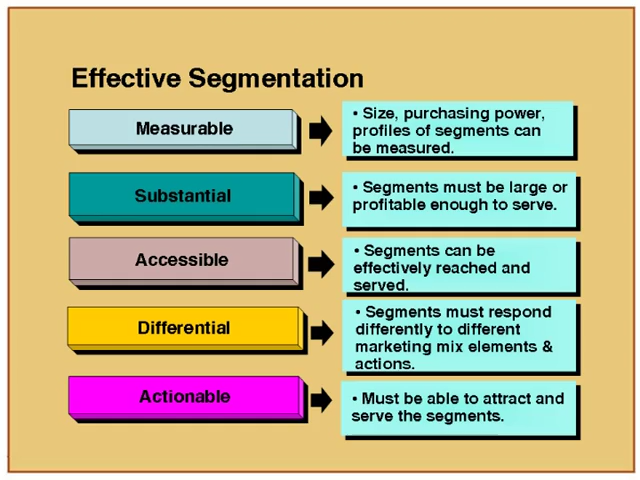 Effective Segmentation
Measurable
• Size, purchasing power,
profiles of segments can
be measured.
Substantial
• Segments must be large or
profitable enough to serve.
Accessible
• Segments can be
effectively reached and
served.
Differential
• Segments must respond
differently to different
marketing mix elements &
actions.
Actionable
• Must be able to attract and
serve the segments.